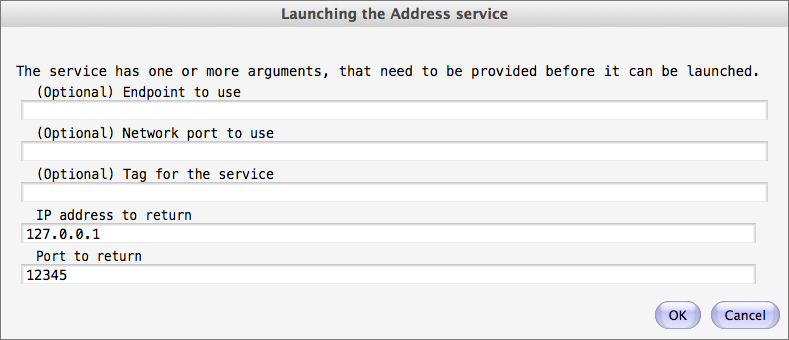 Launching the Address service
The service has one or more arguments, that need to be provided before it can be launched.
(Optional) Endpoint to use
(Optional) Network port to use
(Optional) Tag for the service
IP address to return
127.0.0.1
Port to return
12345
OK Cancel